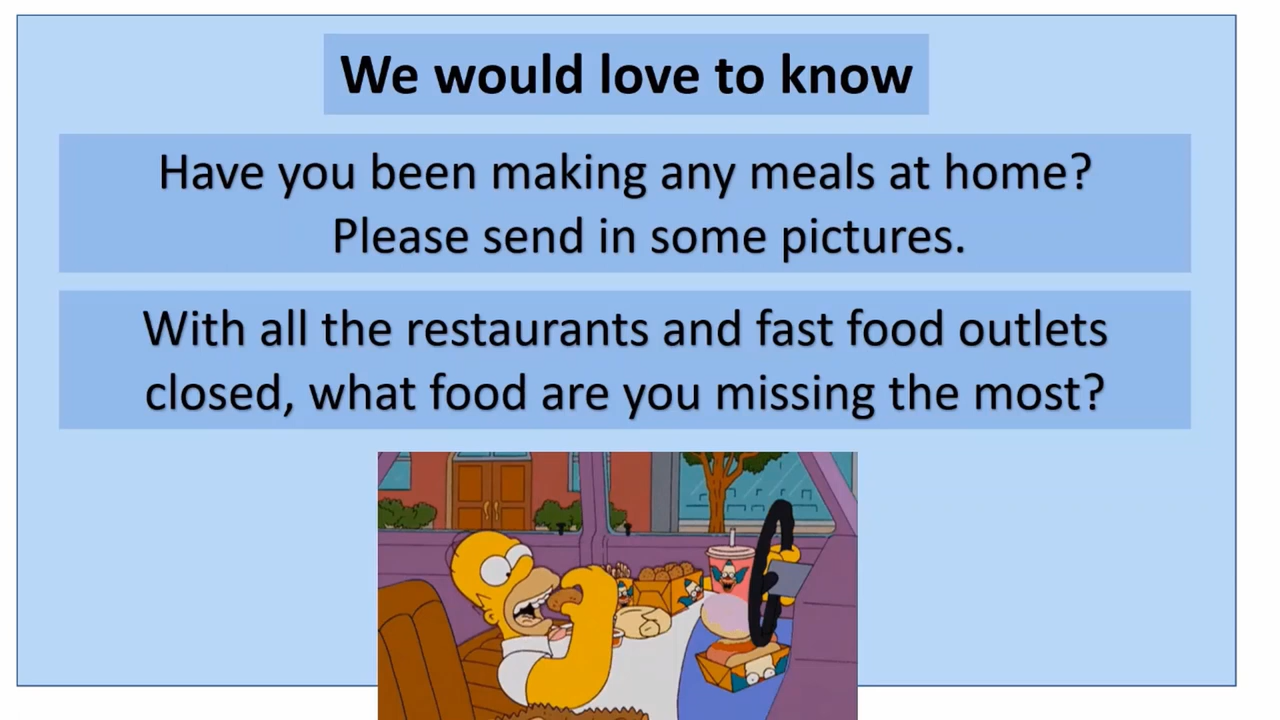 We would love to know
Have you been making any meals at home?
Please send in some pictures.
With all the restaurants and fast food outlets
closed, what food are you missing the most?